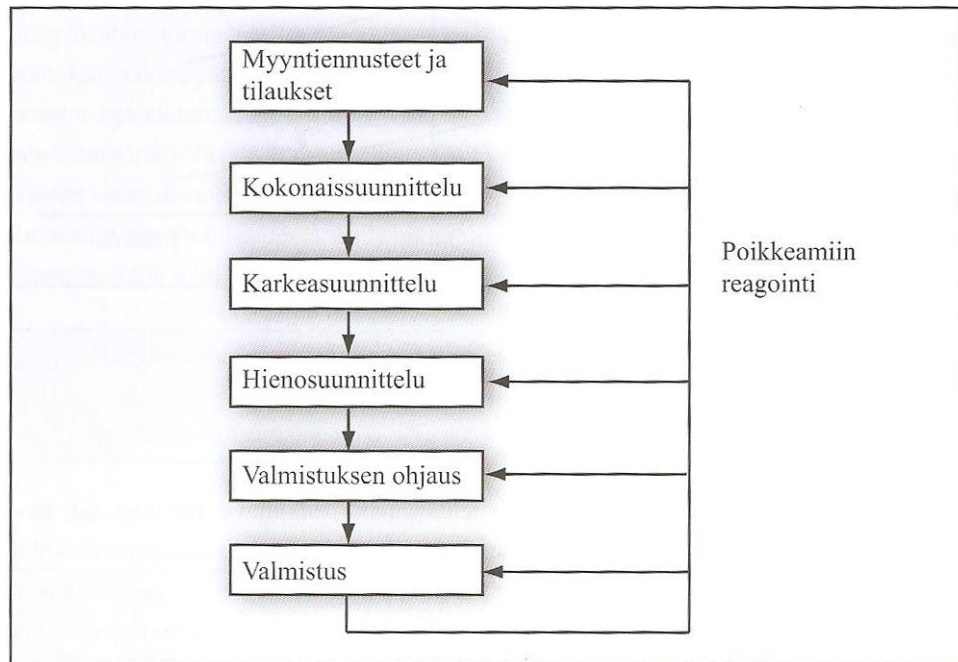 Myyntiennusteet ja
tilaukset
Kokonaissuunnittelu
Karkeasuunnittelu
Poikkeamiin
reagointi
Hienosuunnittelu
Valmistuksen ohjaus
Valmistus